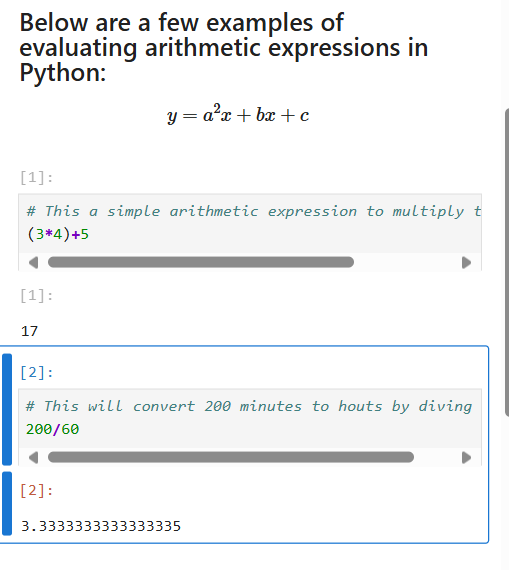 Below are a few examples of
evaluating arithmetic expressions in
Python:
y = a²x + bx + c
[1]:
# This a simple arithmetic expression to multiply t
(3*4)+5
[1]:
17
[2]:
# This will convert 200 minutes to houts by diving
200/60
[2]:
3.3333333333333335